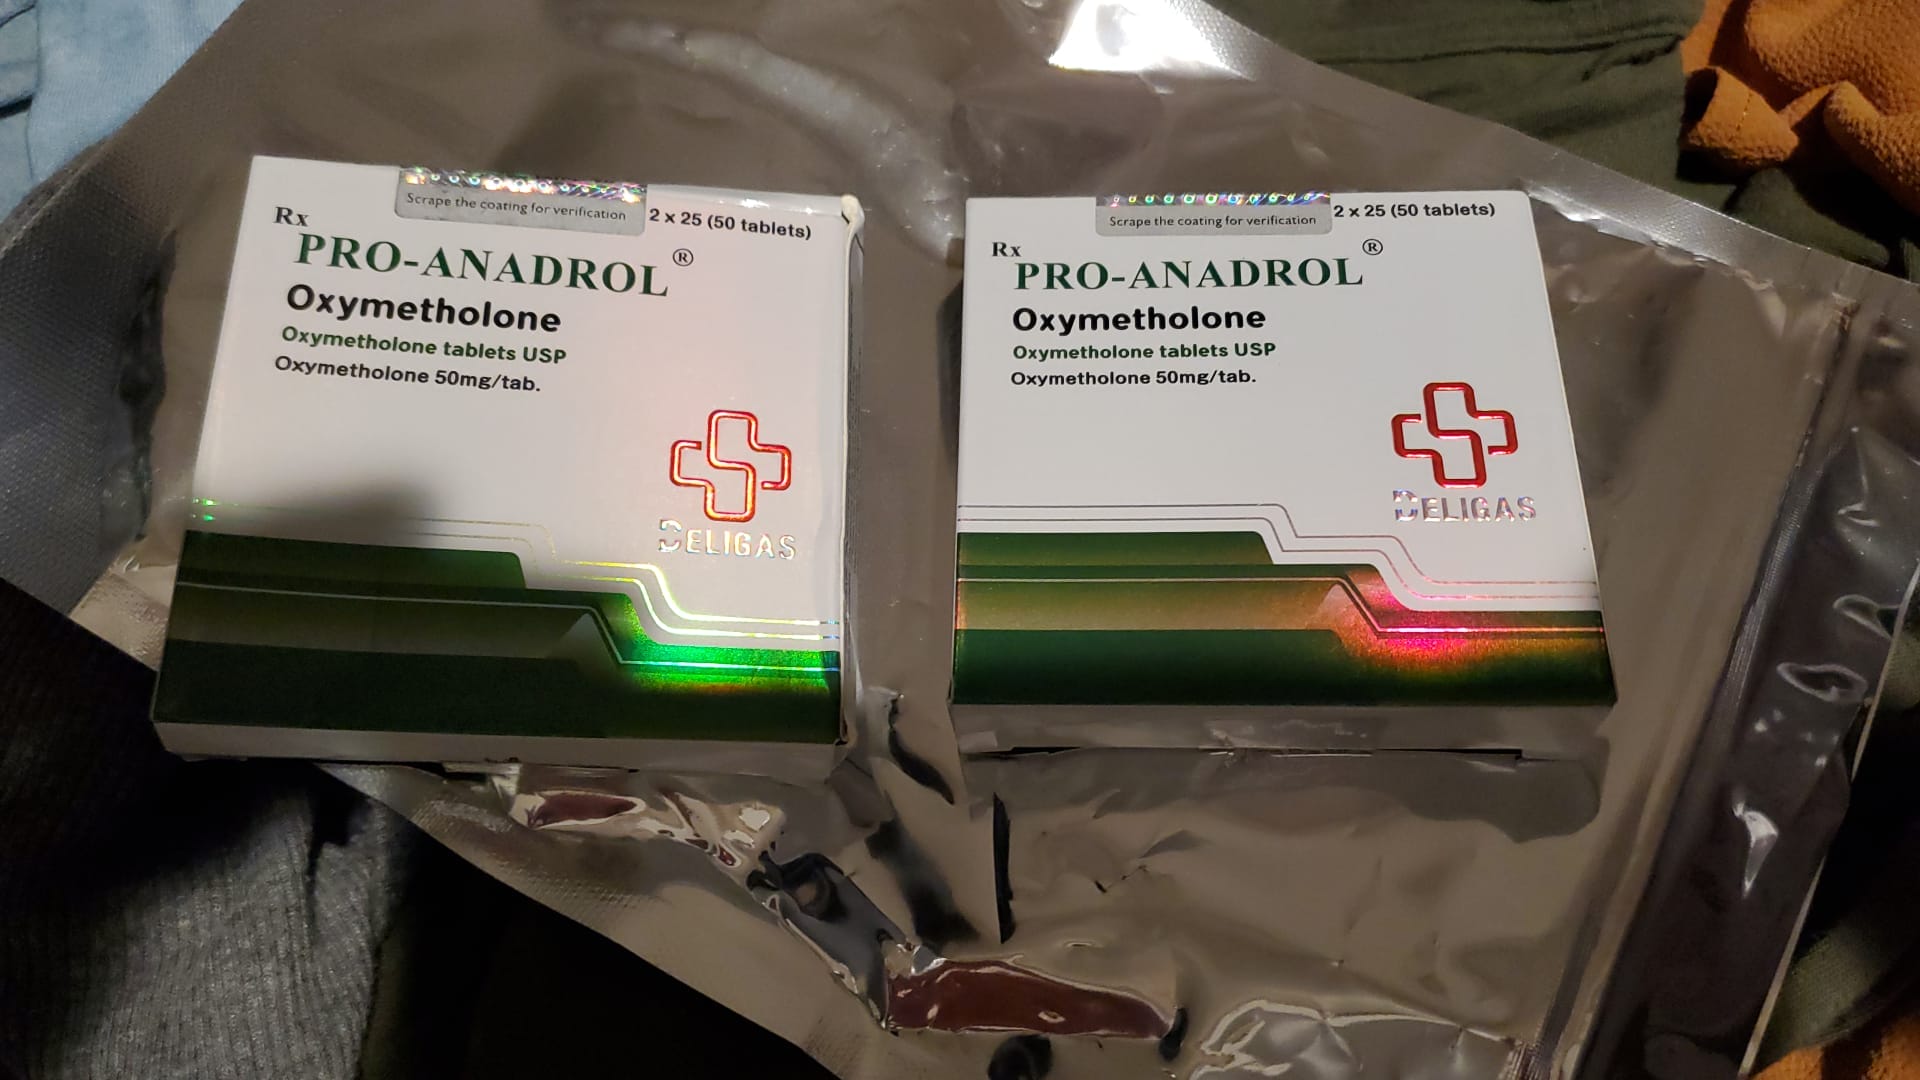 Scrape the coating for verification
Rx
2 x 25 (50 tablets)
PRO-ANADROL®
Oxymetholone
Oxymetholone tablets USP
Oxymetholone 50mg/tab.
DELIGAS
Scrape the coating for verification
Rx
2 x 25 (50 tablets)
PRO-ANADROL®
Oxymetholone
Oxymetholone tablets USP
Oxymetholone 50mg/tab.
DELIGAS